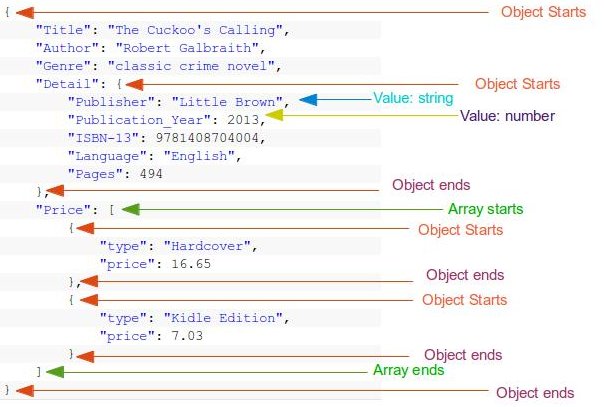 { Object Starts
"Title": "The Cuckoo's Calling",
"Author": "Robert Galbraith",
"Genre": "classic crime novel",
"Detail": { Object Starts
"Publisher": "Little Brown", Value: string
"Publication_Year": 2013, Value: number
"ISBN-13": 9781408704004,
"Language": "English",
"Pages": 494
}, Object ends
"Price": [ Array starts
{ Object Starts
"type": "Hardcover",
"price": 16.65
}, Object ends
{ Object Starts
"type": "Kidle Edition",
"price": 7.03
} Object ends
] Array ends
} Object ends